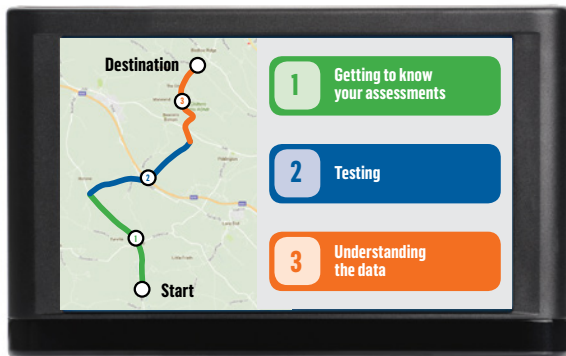 Destination
3
2
1
Start
1
Getting to know
your assessments
2
Testing
3
Understanding
the data